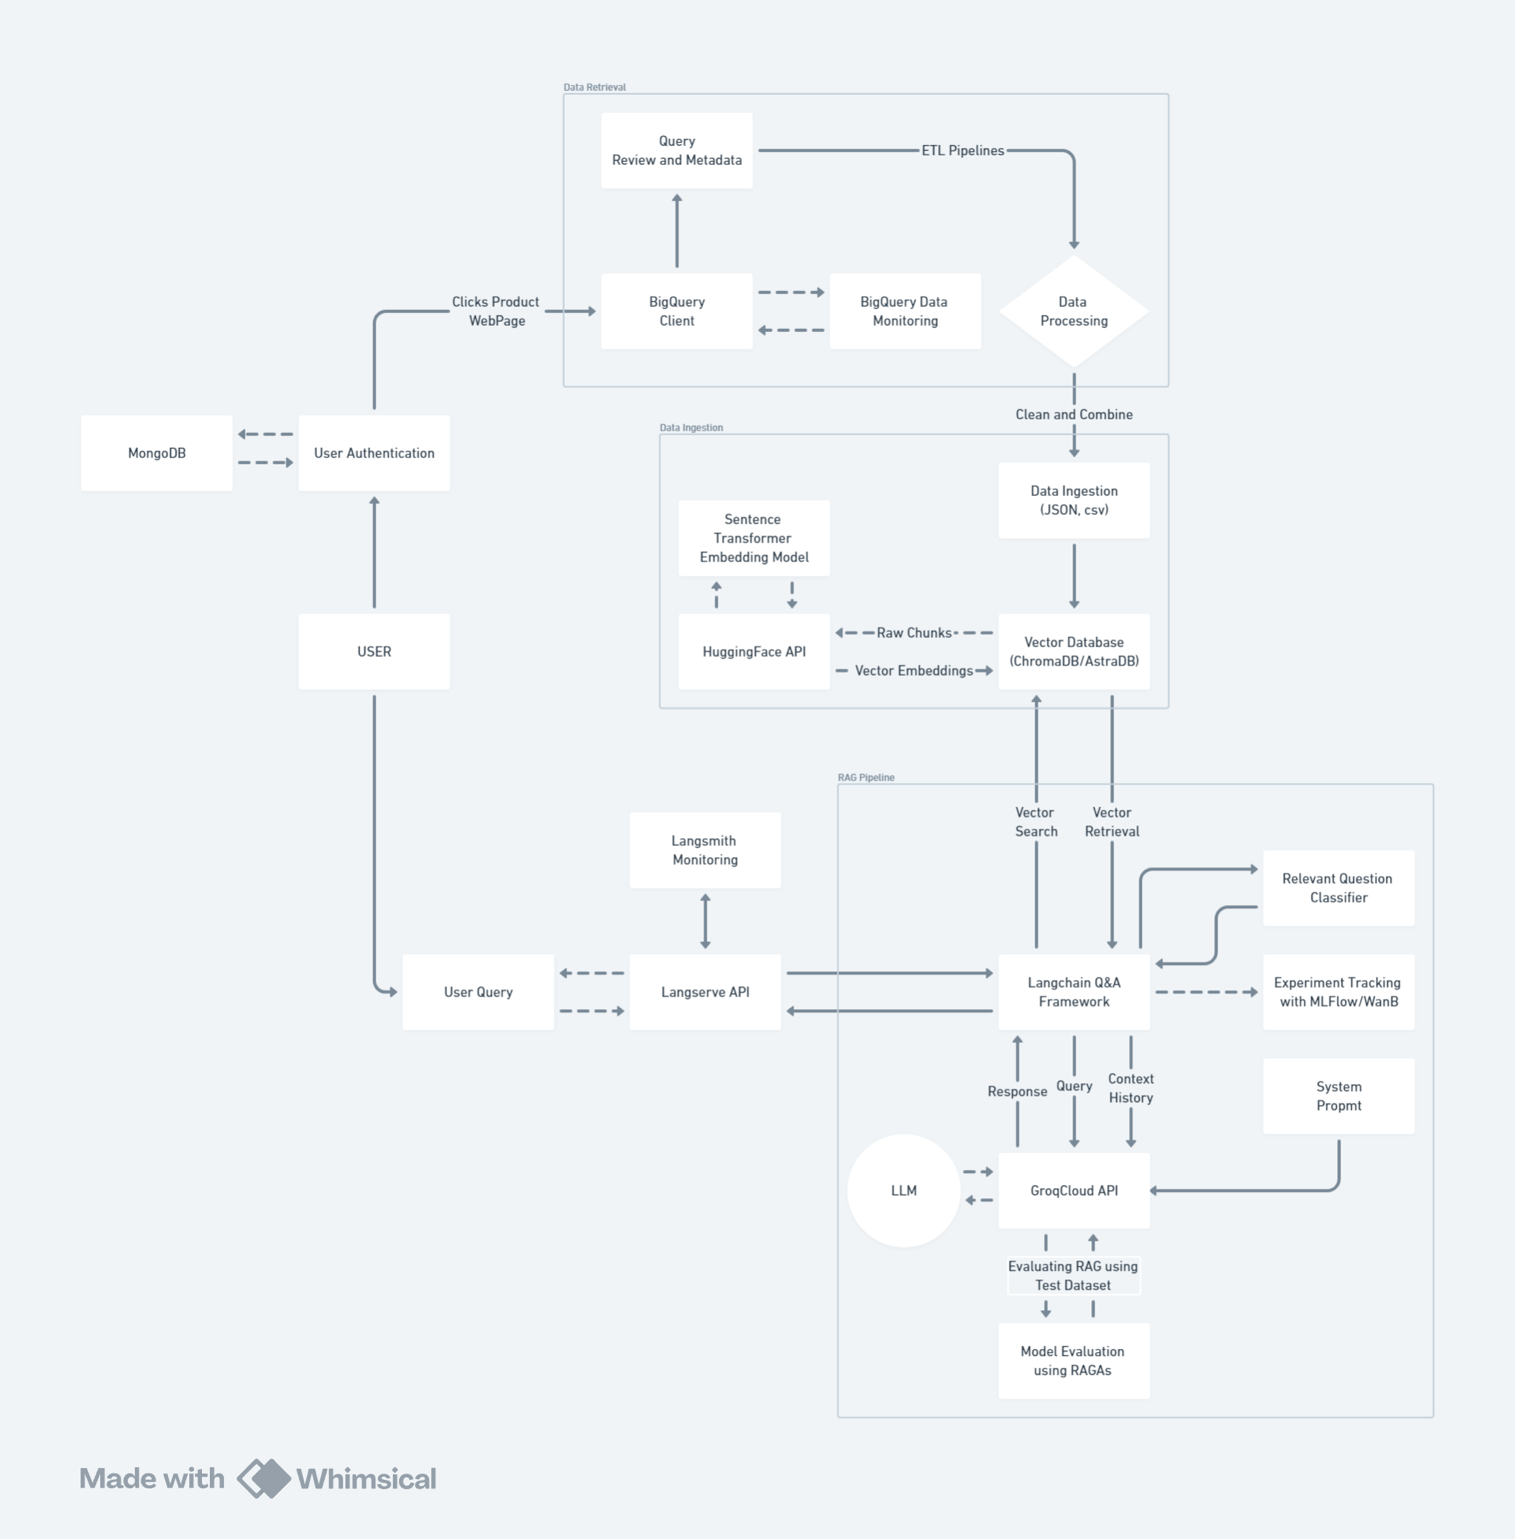 Data Retrieval
Query
Review and Metadata
ETL Pipelines
Clicks Product
WebPage
BigQuery
Client
BigQuery Data
Monitoring
Data
Processing
Clean and Combine
MongoDB
User Authentication
Data Ingestion
Data Ingestion
(JSON, csv)
Sentence
Transformer
Embedding Model
USER
HuggingFace API
Raw Chunks
Vector Embeddings
Vector Database
(ChromaDB/AstraDB)
RAG Pipeline
Vector
Search
Vector
Retrieval
Langsmith
Monitoring
Relevant Question
Classifier
User Query
Langserve API
Langchain Q&A
Framework
Experiment Tracking
with MLFlow/WanB
Response
Query
Context
History
System
Propmt
LLM
GroqCloud API
Evaluating RAG using
Test Dataset
Model Evaluation
using RAGAs
Made with Whimsical